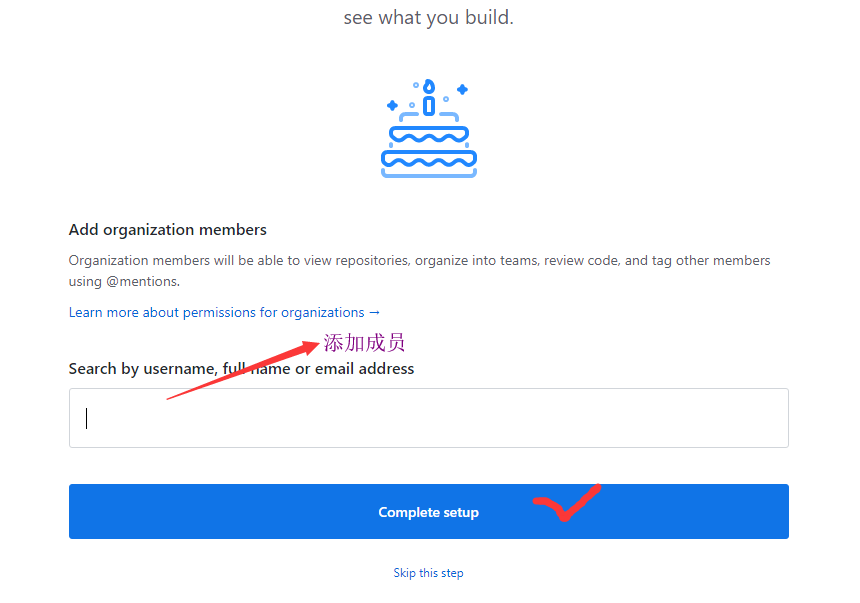 see what you build.
Add organization members
Organization members will be able to view repositories, organize into teams, review code, and tag other members
using @mentions.
Learn more about permissions for organizations →
添加成员
Search by username, full name or email address
Complete setup
Skip this step